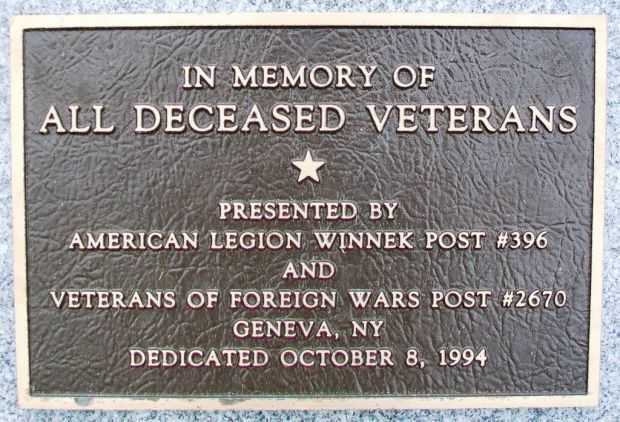 IN MEMORY OF
ALL DECEASED VETERANS
PRESENTED BY
AMERICAN LEGION WINNEK POST #396
AND
VETERANS OF FOREIGN WARS POST #2670
GENEVA, NY
DEDICATED OCTOBER 8, 1994